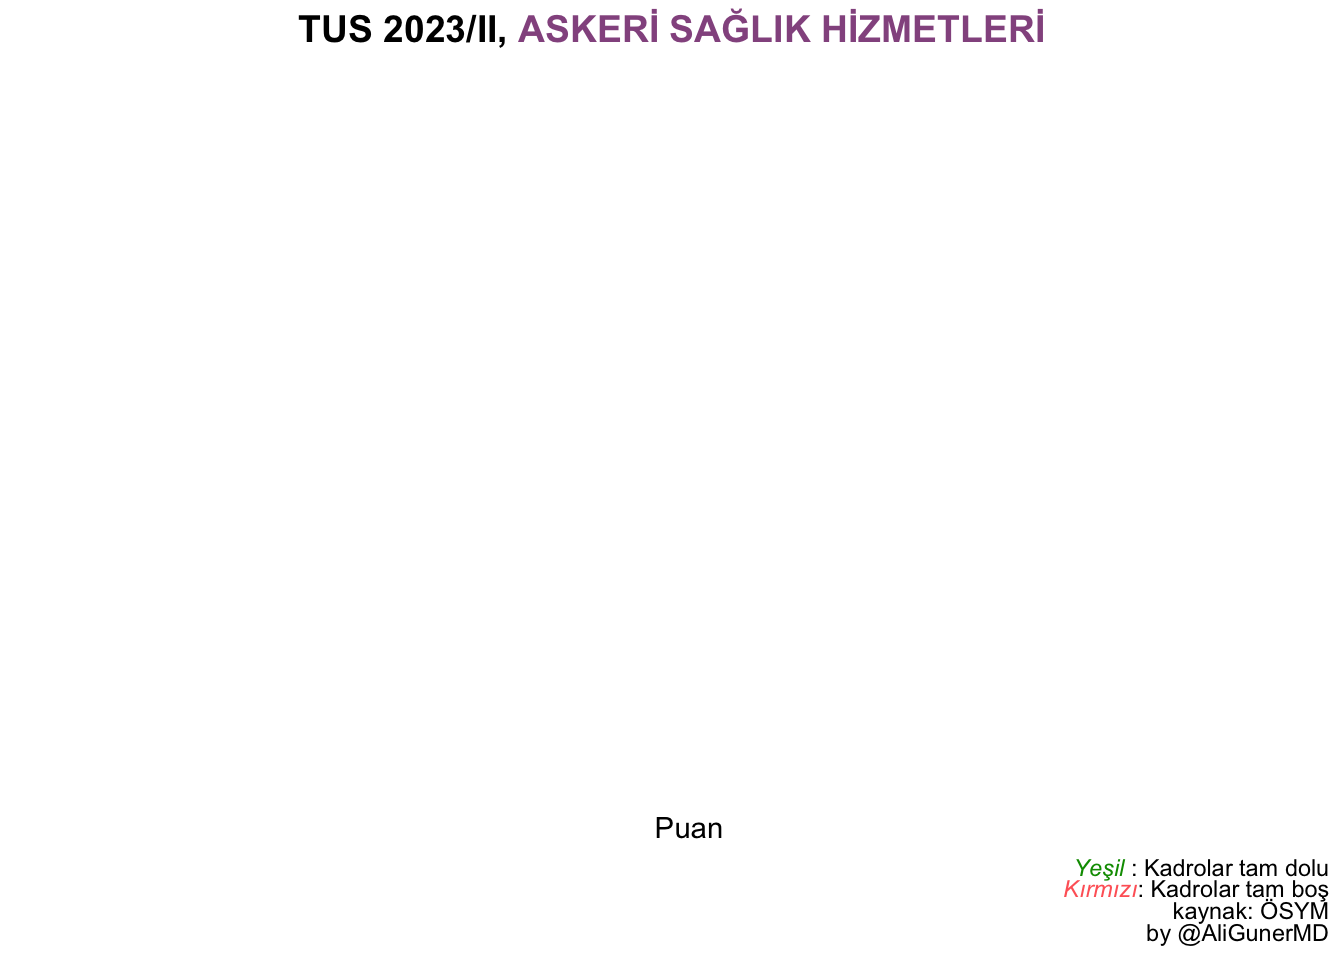 TUS 2023/II, ASKERİ SAĞLIK HİZMETLERİ
Puan
Yeşil : Kadrolar tam dolu
Kırmızı: Kadrolar tam boş
kaynak: ÖSYM
by @AliGunerMD